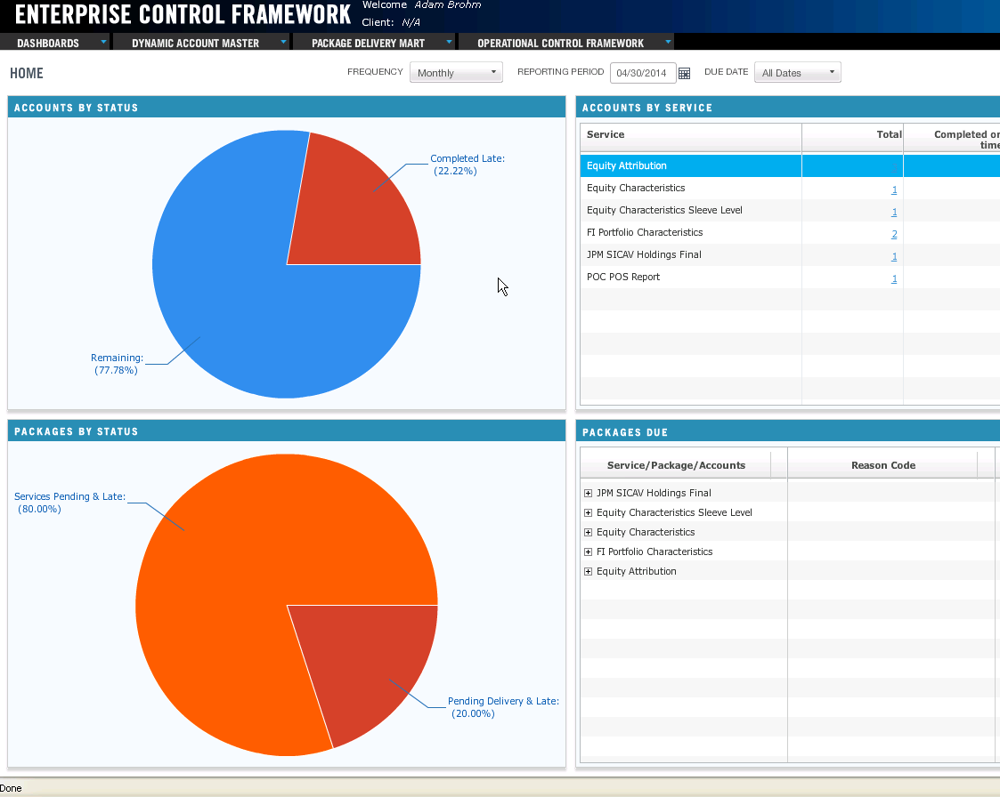 ENTERPRISE CONTROL FRAMEWORK
Welcome Adam Brohm
Client: N/A
DASHBOARDS
DYNAMIC ACCOUNT MASTER
PACKAGE DELIVERY MART
OPERATIONAL CONTROL FRAMEWORK
HOME
FREQUENCY Monthly
REPORTING PERIOD 04/30/2014
DUE DATE All Dates
ACCOUNTS BY STATUS
Completed Late:
(22.22%)
Remaining:
(77.78%)
ACCOUNTS BY SERVICE
Service Total Completed on
time
Equity Attribution
Equity Characteristics 1
Equity Characteristics Sleeve Level 1
FI Portfolio Characteristics 2
JPM SICAV Holdings Final 1
POC POS Report 1
PACKAGES BY STATUS
Services Pending & Late:
(80.00%)
Pending Delivery & Late:
(20.00%)
PACKAGES DUE
Service/Package/Accounts Reason Code
JPM SICAV Holdings Final
Equity Characteristics Sleeve Level
Equity Characteristics
FI Portfolio Characteristics
Equity Attribution
Done